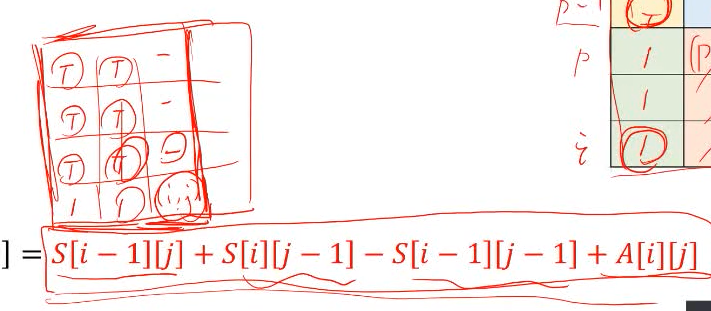 p-1 T
T T - p 1 (p
T T - 1
T T - i 1
1 1
] = S[i − 1][j] + S[i][j − 1] − S[i − 1][j − 1] + A[i][j]